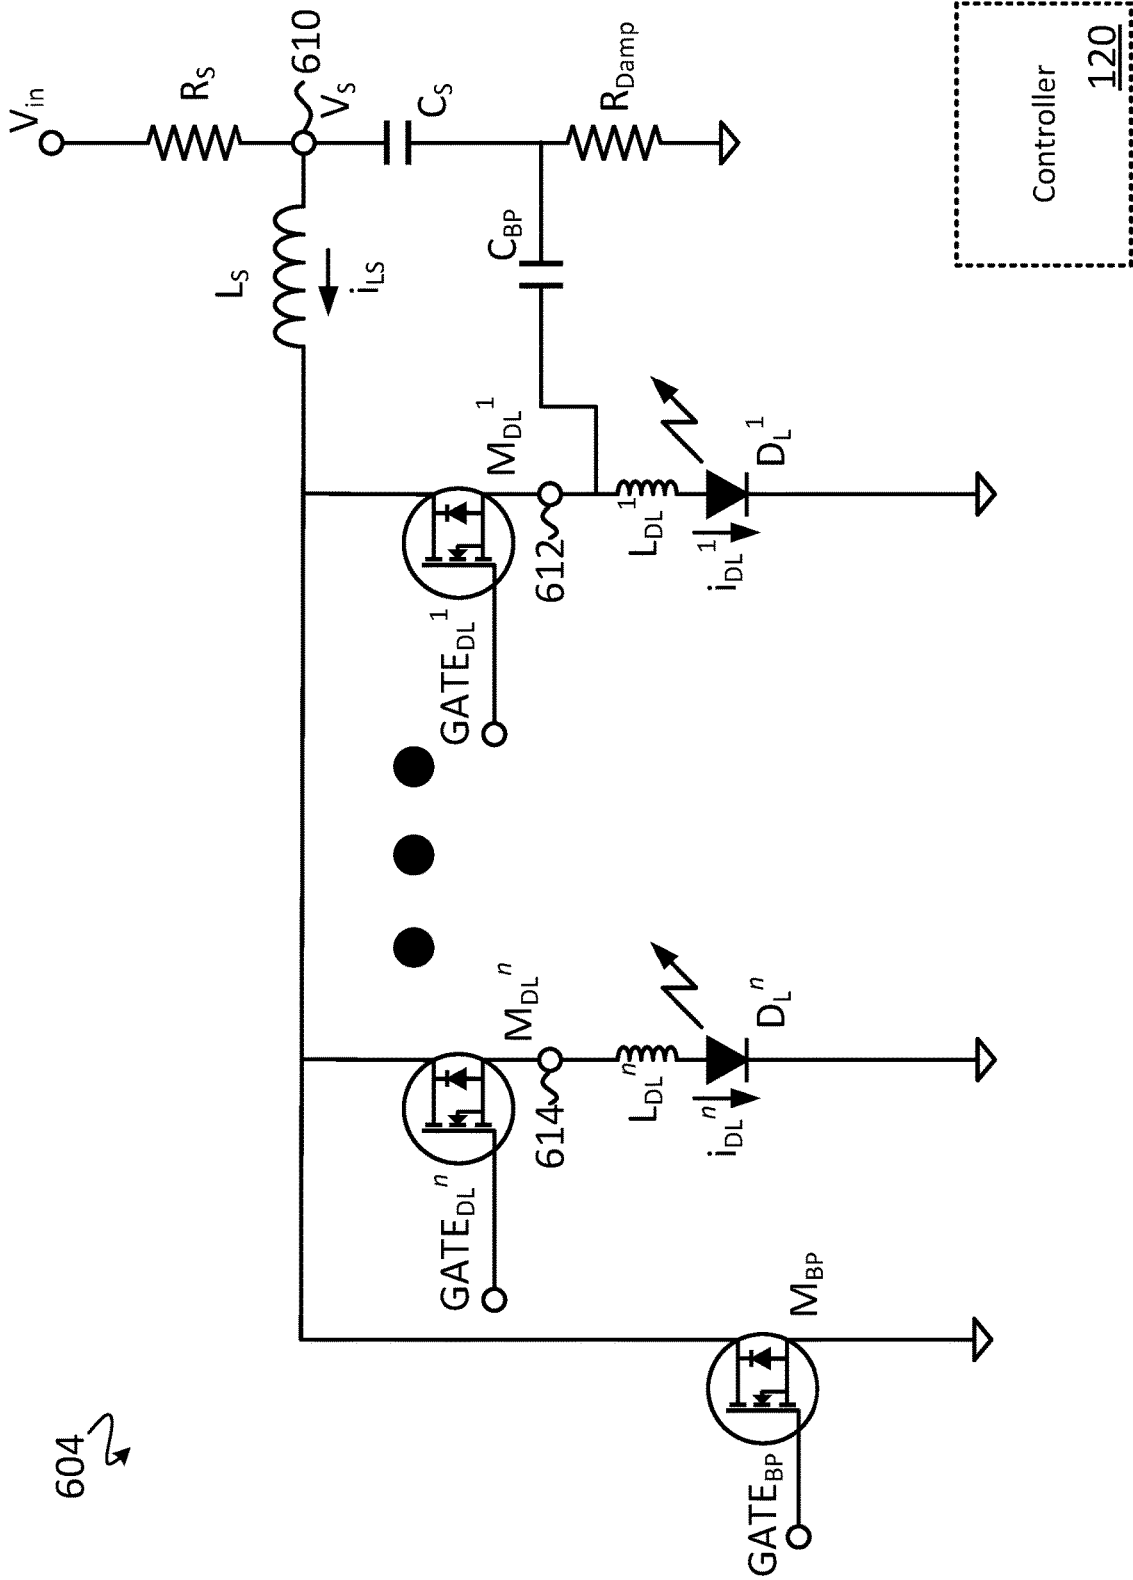 604
V_in
R_S
610
V_S
C_S
R_Damp
L_S
i_LS
C_BP
M_DL^1
GATE_DL^1
612
L_DL^1
i_DL^1
D_L^1
M_DL^n
GATE_DL^n
614
L_DL^n
i_DL^n
D_L^n
M_BP
GATE_BP
Controller
120